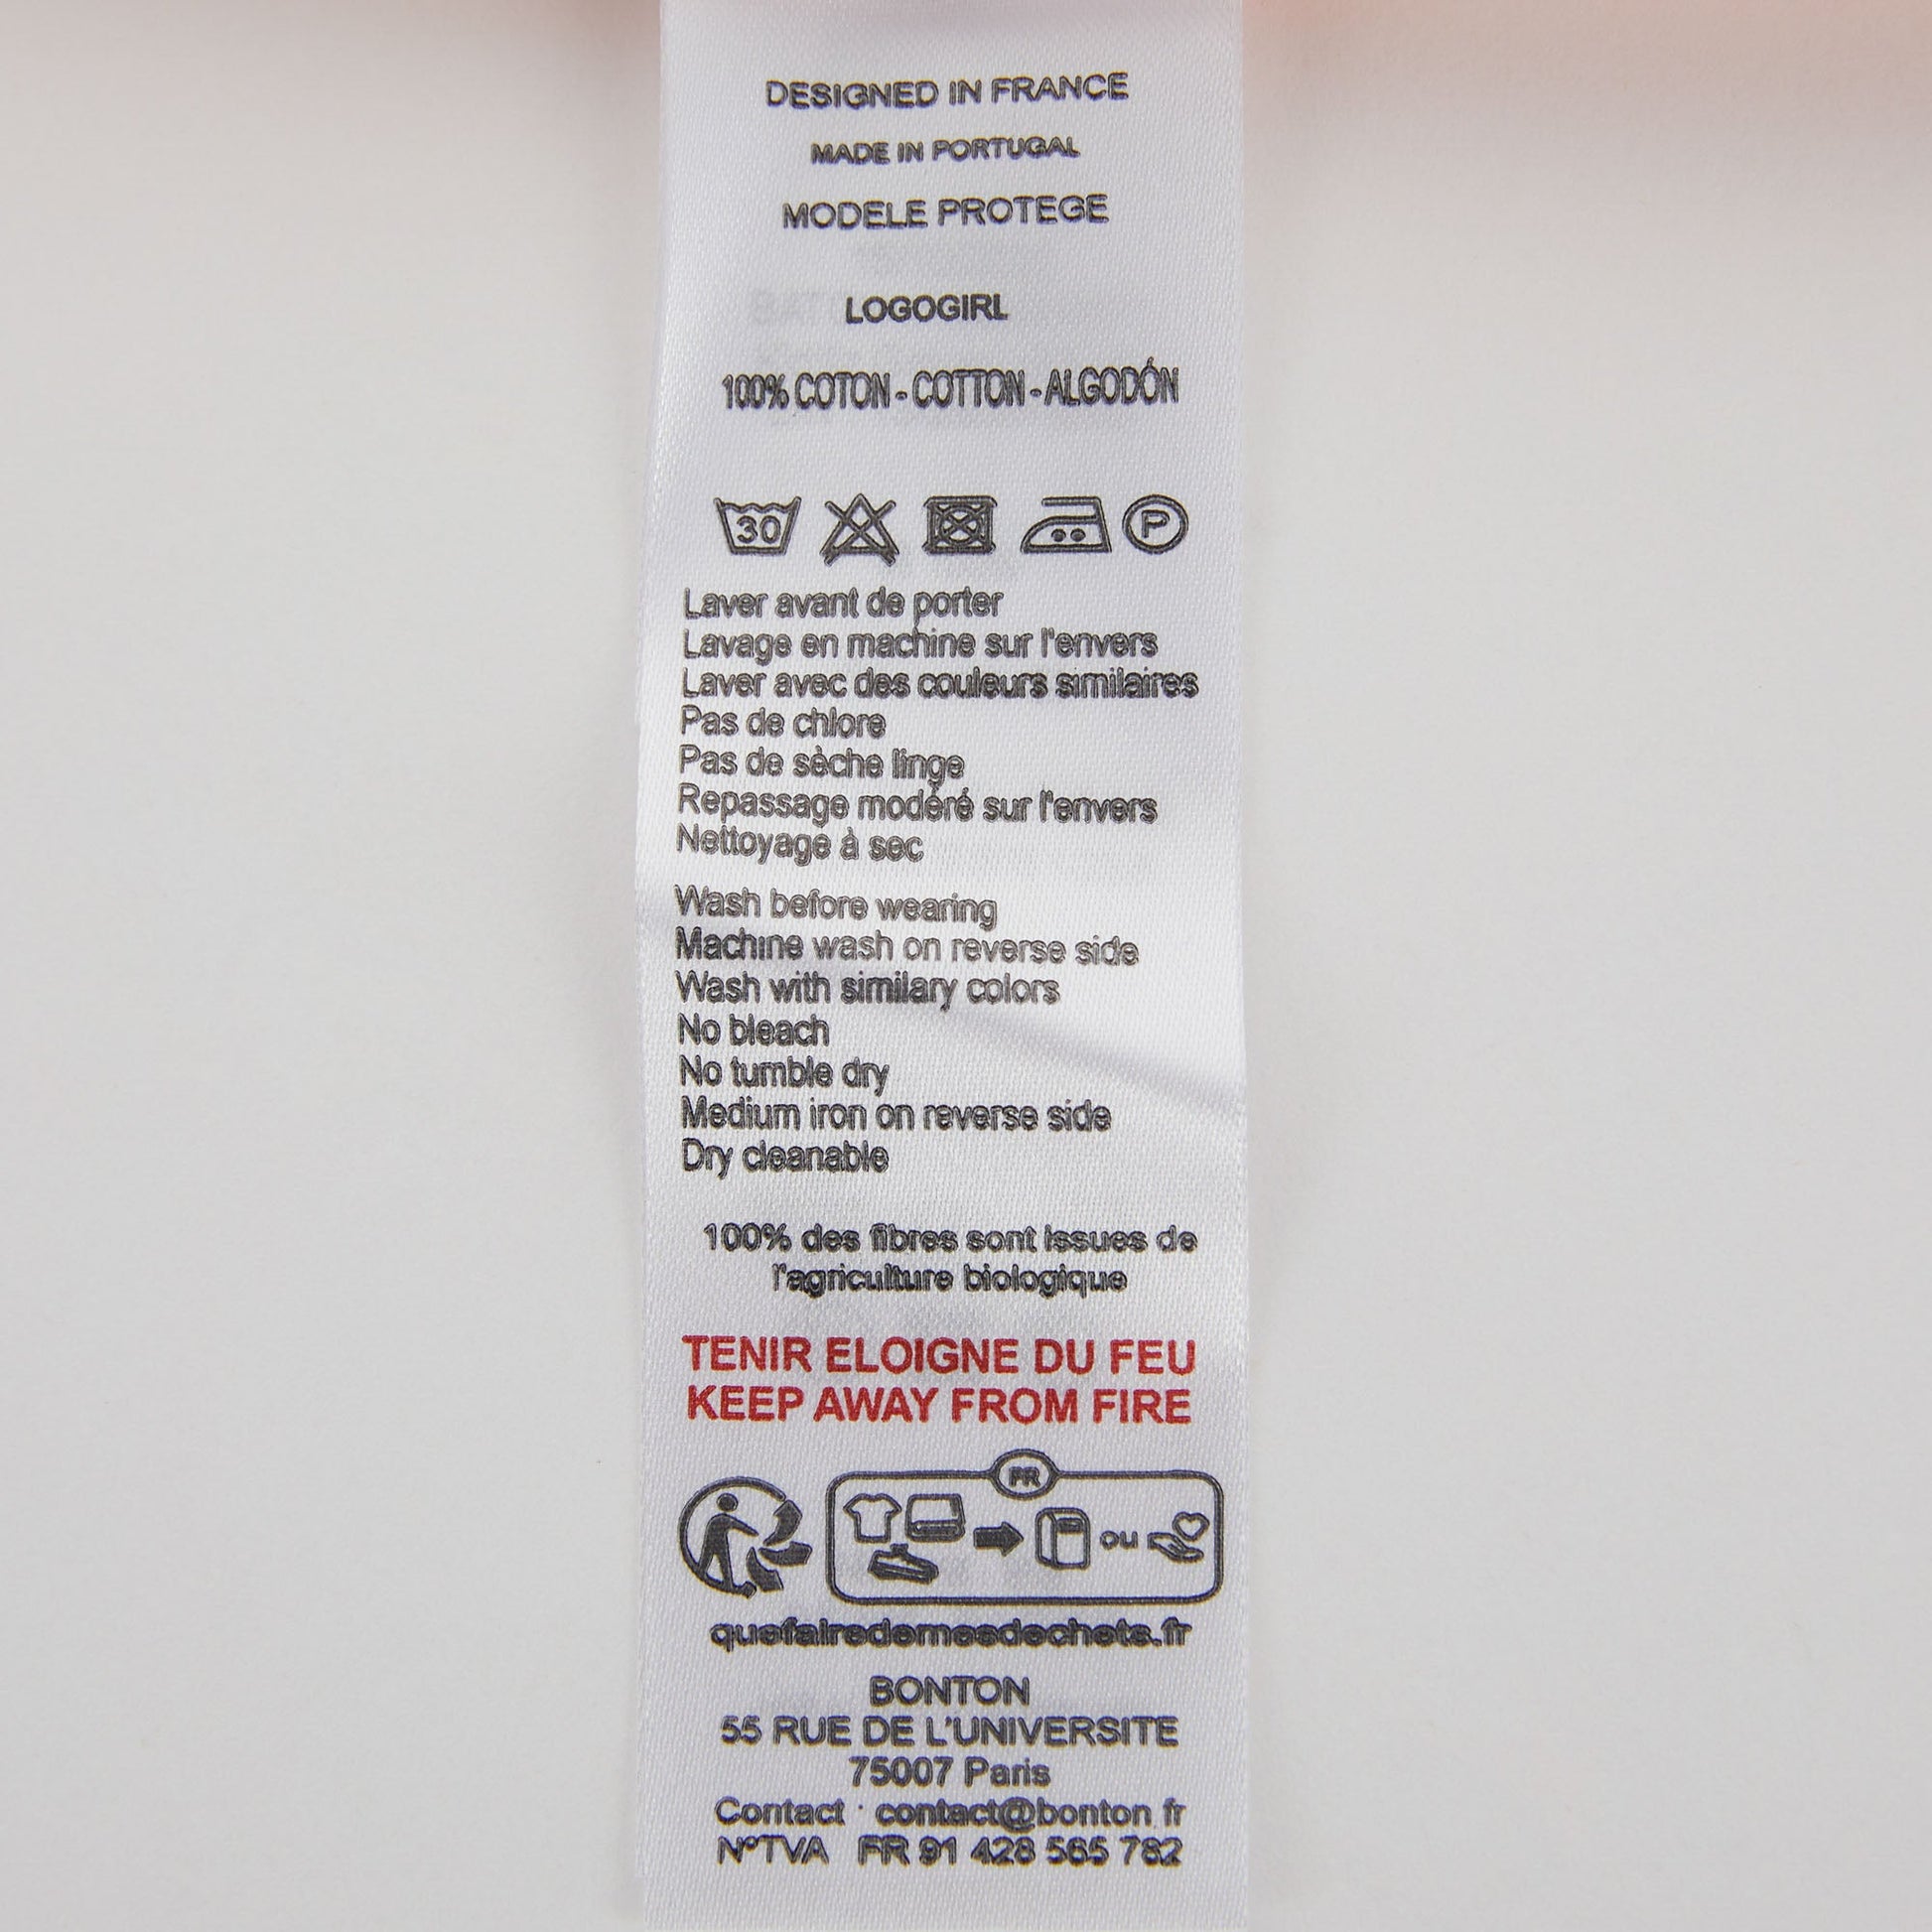 DESIGNED IN FRANCE
MADE IN PORTUGAL
MODELE PROTEGE
LOGOGIRL
100% COTON - COTTON - ALGODÓN
30
P
Laver avant de porter
Lavage en machine sur l'envers
Laver avec des couleurs similaires
Pas de chlore
Pas de sèche linge
Repassage modéré sur l'envers
Nettoyage à sec
Wash before wearing
Machine wash on reverse side
Wash with similary colors
No bleach
No tumble dry
Medium iron on reverse side
Dry cleanable
100% des fibres sont issues de
l'agriculture biologique
TENIR ELOIGNE DU FEU
KEEP AWAY FROM FIRE
FR
ou
quefairedemesdechets.fr
BONTON
55 RUE DE L'UNIVERSITE
75007 Paris
Contact : contact@bonton.fr
N°TVA FR 91 428 565 782